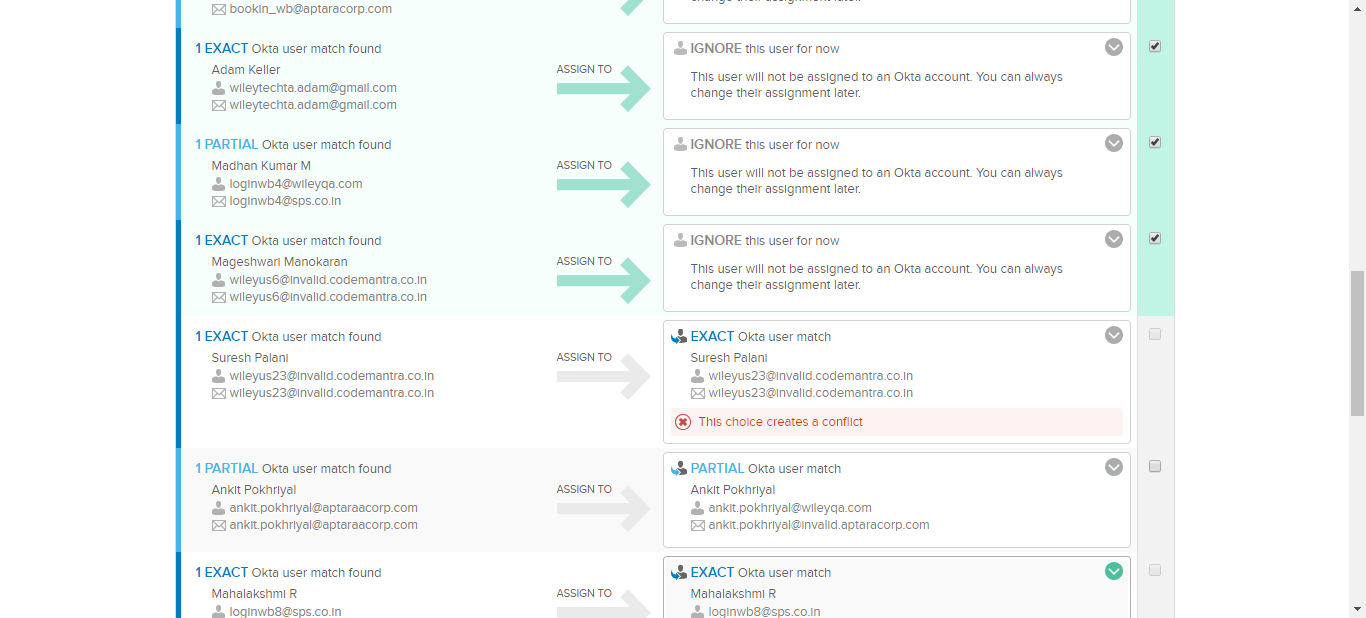 bookin_wb@aptaracorp.com
change their assignment later.
1 EXACT Okta user match found
Adam Keller
wileytechta.adam@gmail.com
wileytechta.adam@gmail.com
ASSIGN TO
IGNORE this user for now
This user will not be assigned to an Okta account. You can always
change their assignment later.
1 PARTIAL Okta user match found
Madhan Kumar M
loginwb4@wileyqa.com
loginwb4@sps.co.in
ASSIGN TO
IGNORE this user for now
This user will not be assigned to an Okta account. You can always
change their assignment later.
1 EXACT Okta user match found
Mageshwari Manokaran
wileyus6@invalid.codemantra.co.in
wileyus6@invalid.codemantra.co.in
ASSIGN TO
IGNORE this user for now
This user will not be assigned to an Okta account. You can always
change their assignment later.
1 EXACT Okta user match found
Suresh Palani
wileyus23@invalid.codemantra.co.in
wileyus23@invalid.codemantra.co.in
ASSIGN TO
EXACT Okta user match
Suresh Palani
wileyus23@invalid.codemantra.co.in
wileyus23@invalid.codemantra.co.in
This choice creates a conflict
1 PARTIAL Okta user match found
Ankit Pokhriyal
ankit.pokhriyal@aptaraacorp.com
ankit.pokhriyal@aptaraacorp.com
ASSIGN TO
PARTIAL Okta user match
Ankit Pokhriyal
ankit.pokhriyal@wileyqa.com
ankit.pokhriyal@invalid.aptaracorp.com
1 EXACT Okta user match found
Mahalakshmi R
loginwb8@sps.co.in
ASSIGN TO
EXACT Okta user match
Mahalakshmi R
loginwb8@sps.co.in